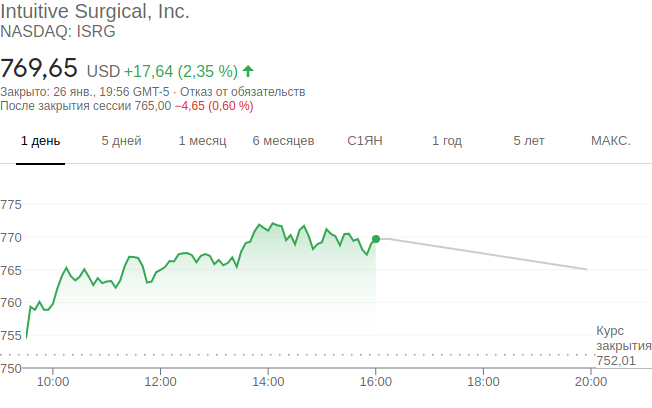 Intuitive Surgical, Inc.
NASDAQ: ISRG
769,65 USD +17,64 (2,35 %)
Закрыто: 26 янв., 19:56 GMT-5 · Отказ от обязательств
После закрытия сессии 765,00 −4,65 (0,60 %)
1 день 5 дней 1 месяц 6 месяцев С1ЯН 1 год 5 лет МАКС.
775
770
765
760
755
750
Курс
закрытия
752,01
10:00 12:00 14:00 16:00 18:00 20:00